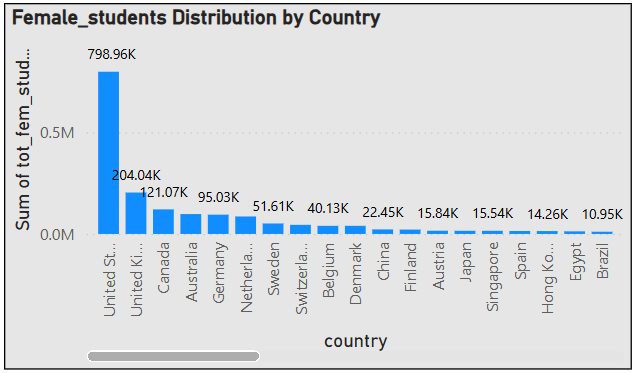 Female_students Distribution by Country
Sum of tot_fem_stud...
0.5M
0.0M
798.96K
204.04K
121.07K
95.03K
51.61K
40.13K
22.45K
15.84K
15.54K
14.26K
10.95K
United St...
United Ki...
Canada
Australia
Germany
Netherla...
Sweden
Switzerla...
Belgium
Denmark
China
Finland
Austria
Japan
Singapore
Spain
Hong Ko...
Egypt
Brazil
country